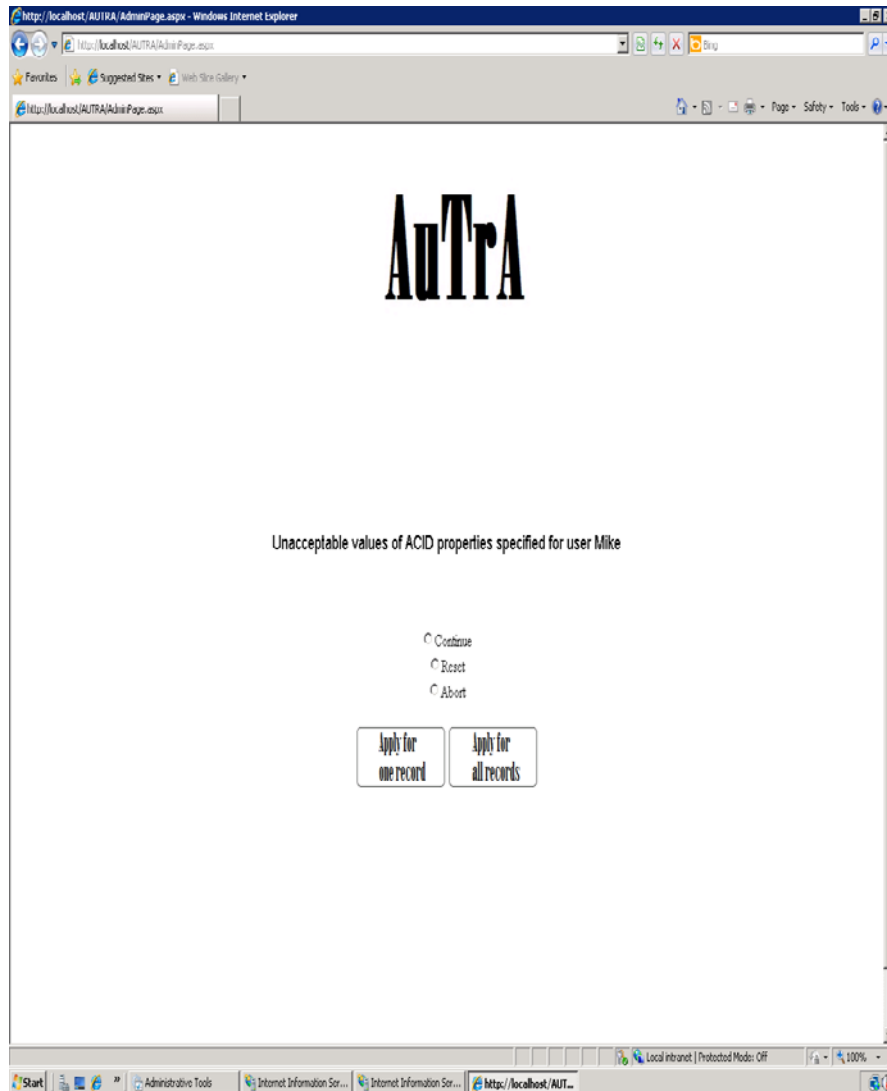 http://localhost/AUTRA/AdminPage.aspx - Windows Internet Explorer
http://localhost/AUTRA/AdminPage.aspx
Bing
Favorites Suggested Sites Web Slice Gallery
http://localhost/AUTRA/AdminPage.aspx
Page Safety Tools
AuTrA
Unacceptable values of ACID properties specified for user Mike
Continue
Reset
Abort
Apply for one record
Apply for all records
Local intranet | Protected Mode: Off
100%
Start
»
Administrative Tools
Internet Information Ser...
Internet Information Ser...
http://localhost/AUT...